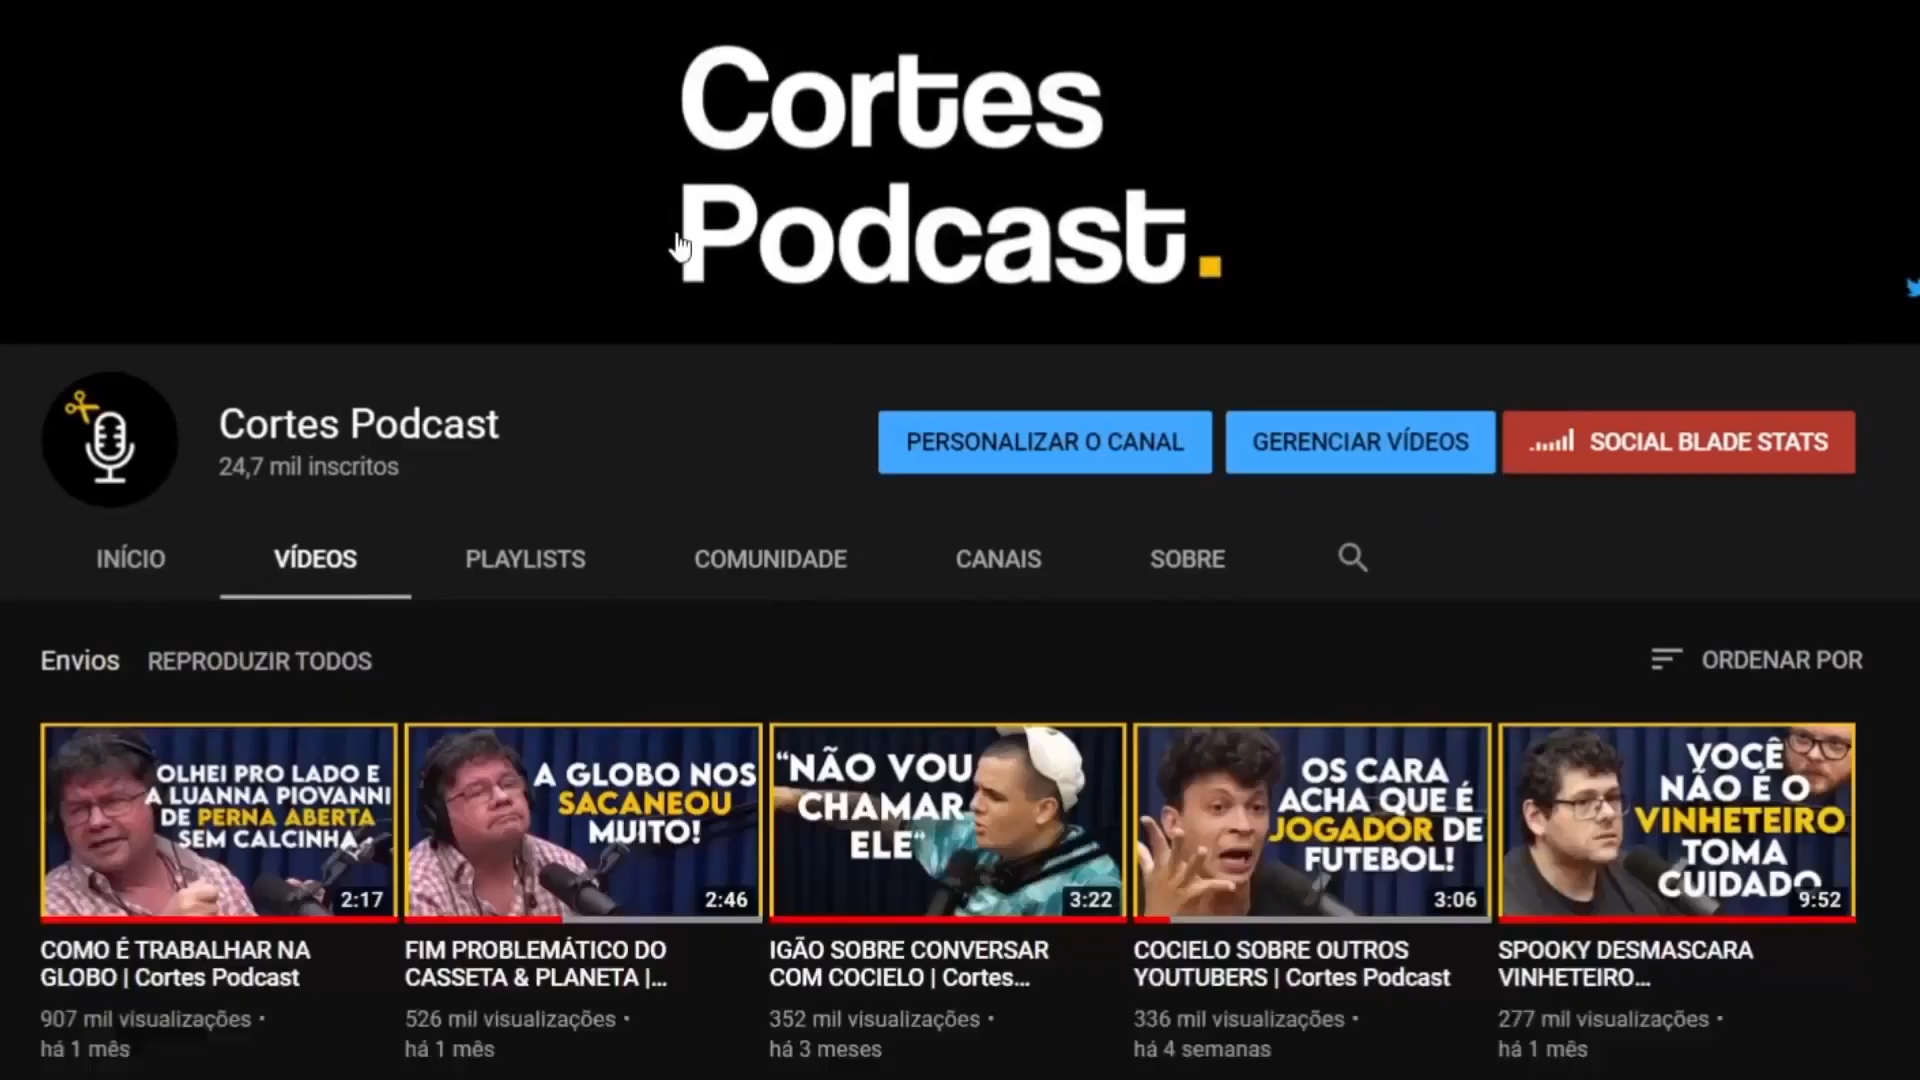 Cortes
Podcast.
Cortes Podcast
24,7 mil inscritos
PERSONALIZAR O CANAL
GERENCIAR VÍDEOS
SOCIAL BLADE STATS
INÍCIO
VÍDEOS
PLAYLISTS
COMUNIDADE
CANAIS
SOBRE
Envios
REPRODUZIR TODOS
ORDENAR POR
OLHEI PRO LADO E
A LUANNA PIOVANNI
DE PERNA ABERTA
SEM CALCINHA
2:17
COMO É TRABALHAR NA
GLOBO | Cortes Podcast
907 mil visualizações •
há 1 mês
A GLOBO NOS
SACANEOU
MUITO!
2:46
FIM PROBLEMÁTICO DO
CASSETA & PLANETA |...
526 mil visualizações •
há 1 mês
“NÃO VOU
CHAMAR
ELE“
3:22
IGÃO SOBRE CONVERSAR
COM COCIELO | Cortes...
352 mil visualizações •
há 3 meses
OS CARA
ACHA QUE É
JOGADOR DE
FUTEBOL!
3:06
COCIELO SOBRE OUTROS
YOUTUBERS | Cortes Podcast
336 mil visualizações •
há 4 semanas
VOCÊ
NÃO É O
VINHETEIRO
TOMA
CUIDADO
9:52
SPOOKY DESMASCARA
VINHETEIRO...
277 mil visualizações •
há 1 mês